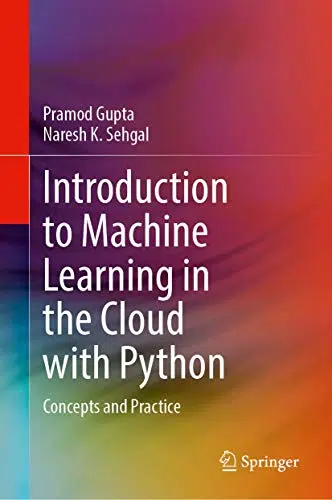 Pramod Gupta
Naresh K. Sehgal
Introduction
to Machine
Learning in
the Cloud
with Python
Concepts and Practice
Springer